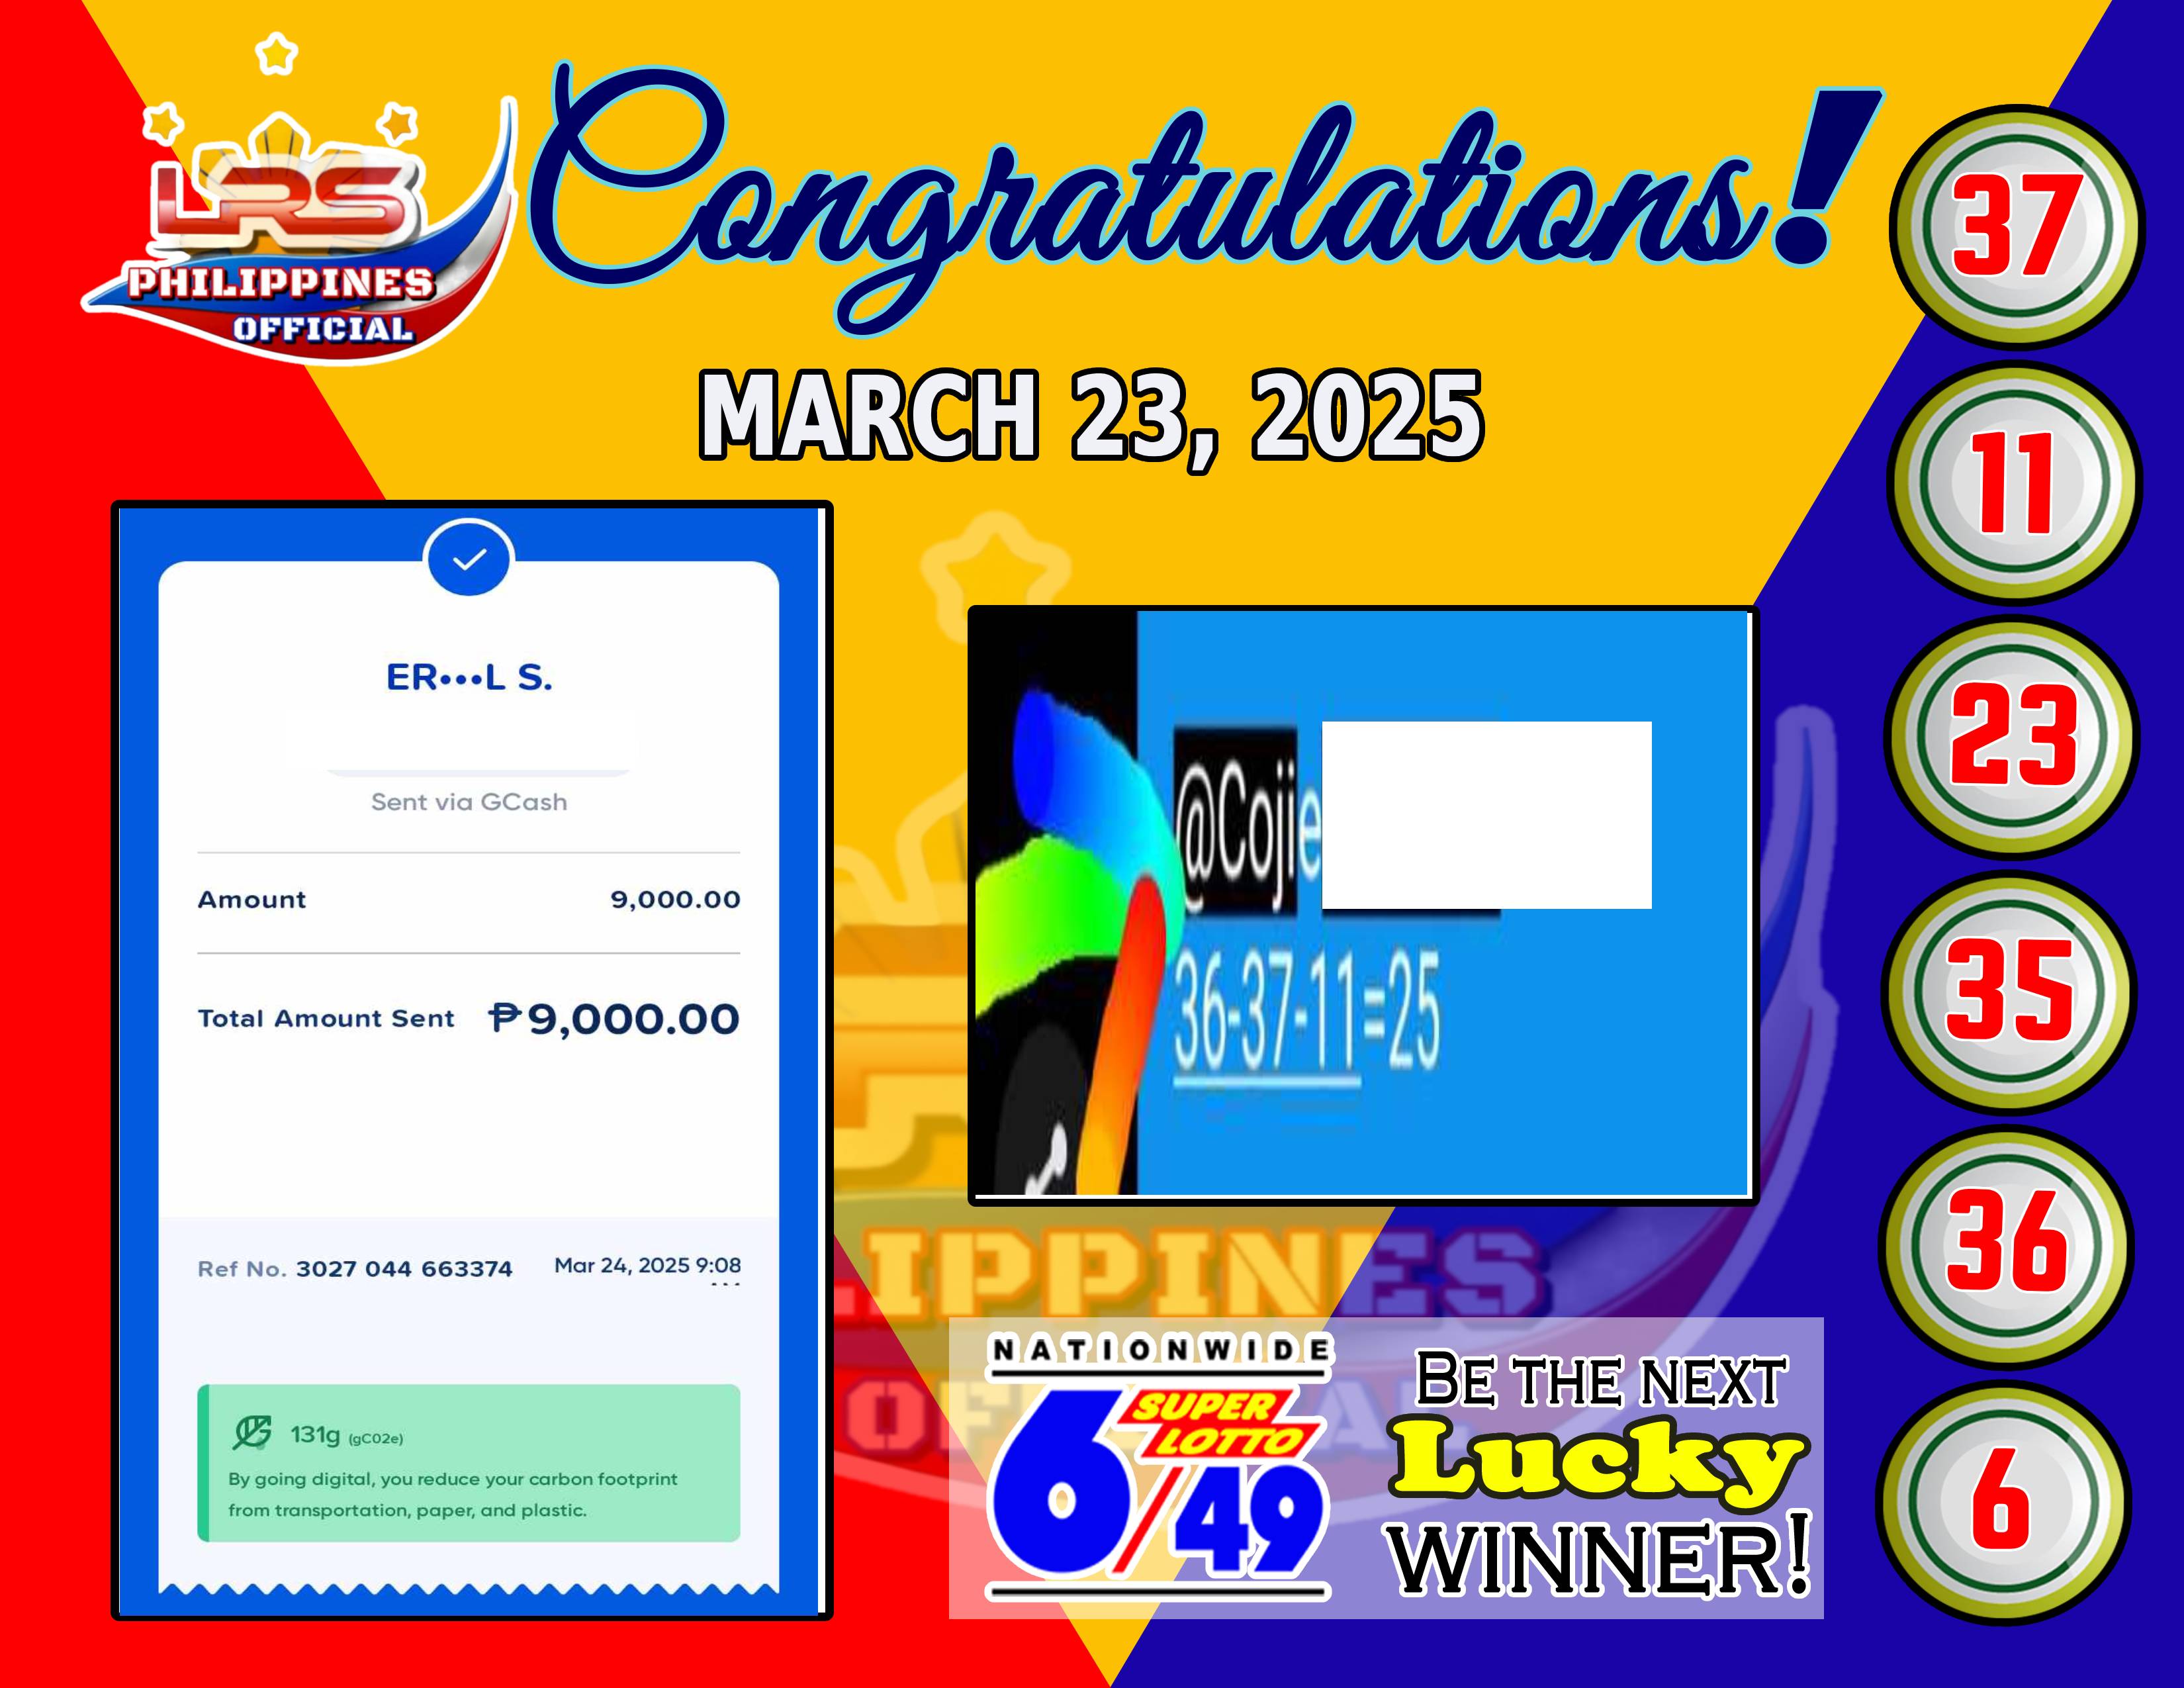 LRS
PHILIPPINES
OFFICIAL
Congratulations!
MARCH 23, 2025
ER•••L S.
Sent via GCash
Amount 9,000.00
Total Amount Sent ₱9,000.00
Ref No. 3027 044 663374 Mar 24, 2025 9:08
131g (gCO2e)
By going digital, you reduce your carbon footprint
from transportation, paper, and plastic.
@Cojie
36-37-11=25
LIPPINES
NATIONWIDE
SUPER
LOTTO
6/49
BE THE NEXT
Lucky
WINNER!
37
11
23
35
36
6